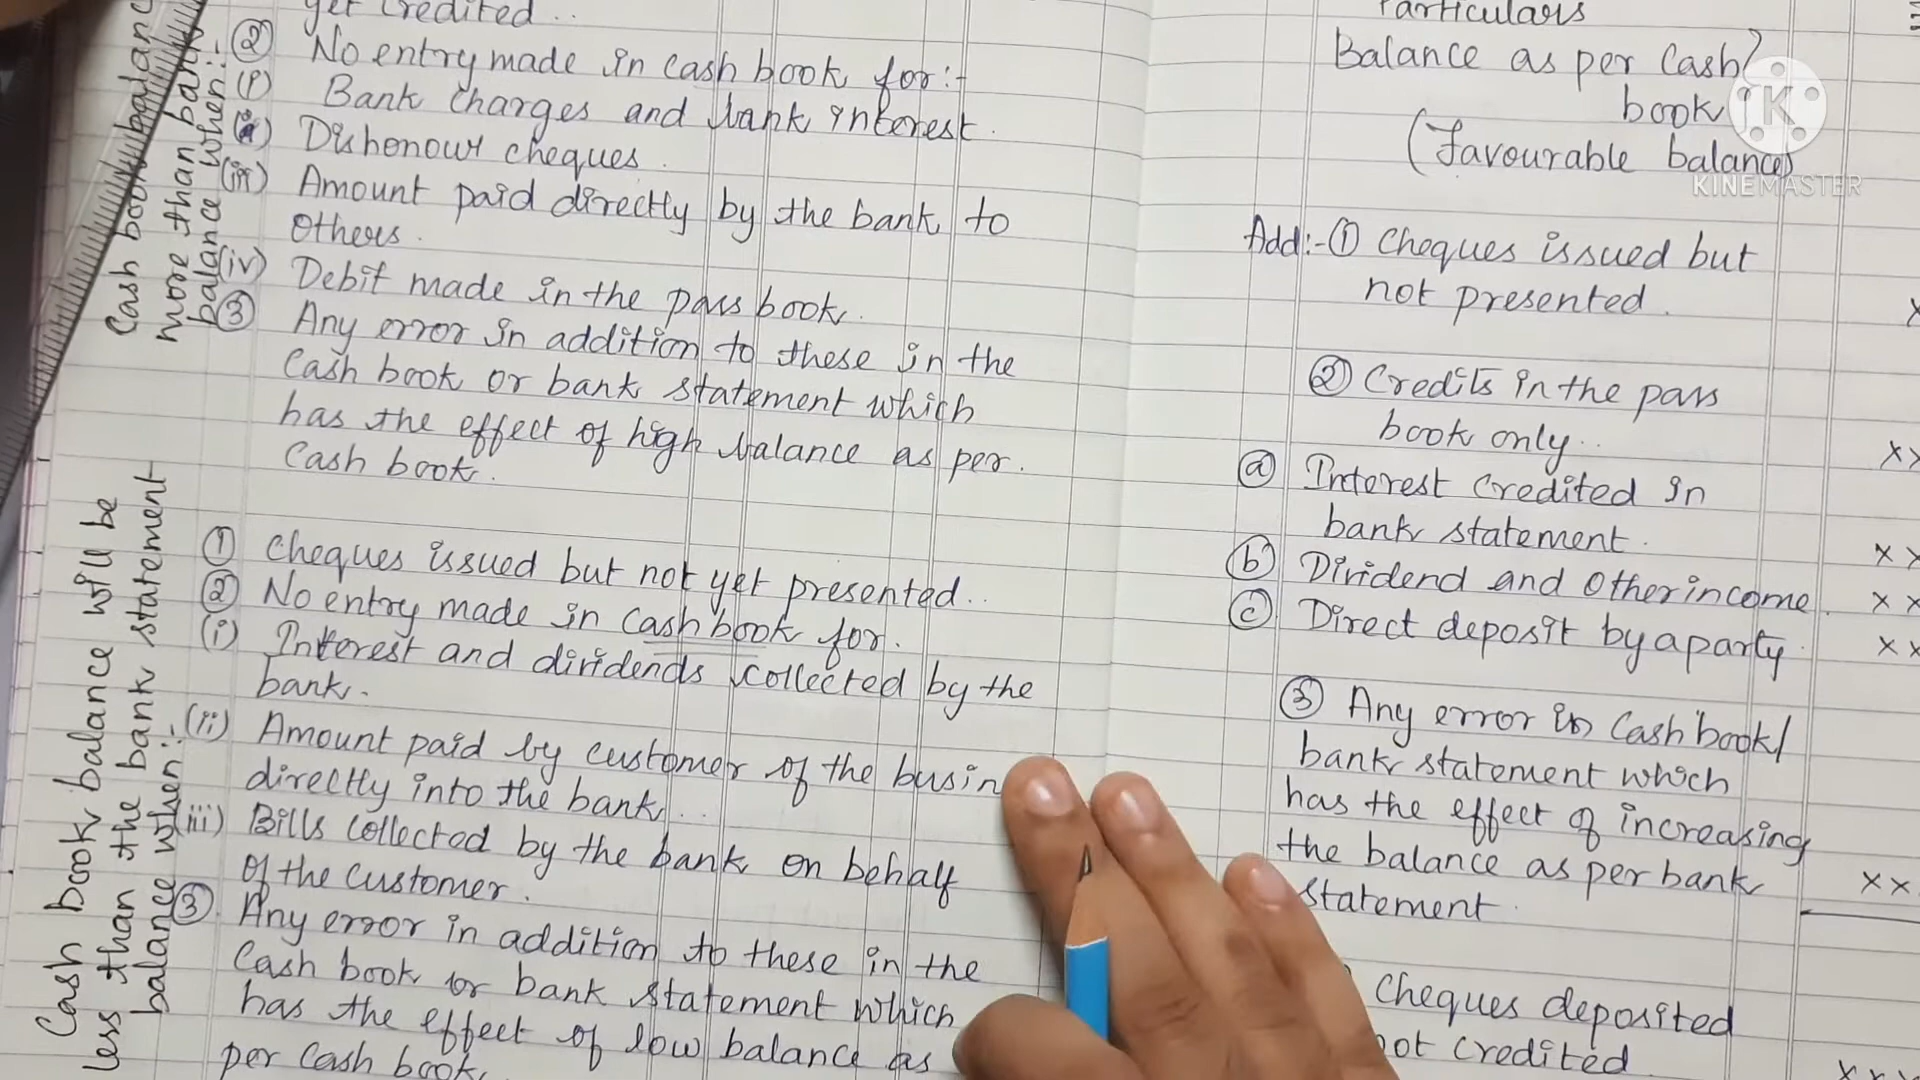 yet credited..
② No entry made in cash book for:-
(i) Bank charges and bank interest.
(ii) Dishonour cheques.
(iii) Amount paid directly by the bank to
others.
(iv) Debit made in the pass book.
③ Any error in addition to these in the
Cash book or bank statement which
has the effect of high balance as per.
Cash book.
Cash book balance
more than bank
balance when:
① Cheques issued but not yet presented..
② No entry made in cash book for.
(i) Interest and dividends collected by the
bank.
(ii) Amount paid by customer of the busin
directly into the bank...
(iii) Bills collected by the bank on behalf
of the customer.
③ Any error in addition to these in the
Cash book or bank statement which
has the effect of low balance as
per cash book.
Cash book balance will be
less than the bank statement
balance when:
Particulars
Balance as per Cash
book
(favourable balance)
Add:- ① Cheques issued but
not presented.
② Credits in the pass
book only..
ⓐ Interest credited in
bank statement.
ⓑ Dividend and other income.
ⓒ Direct deposit by a party.
③ Any error in Cash book/
bank statement which
has the effect of increasing
the balance as per bank
statement.
Cheques deposited
not credited
x
xx
xx
xx
xx
xx
xxx
K
KINEMASTER